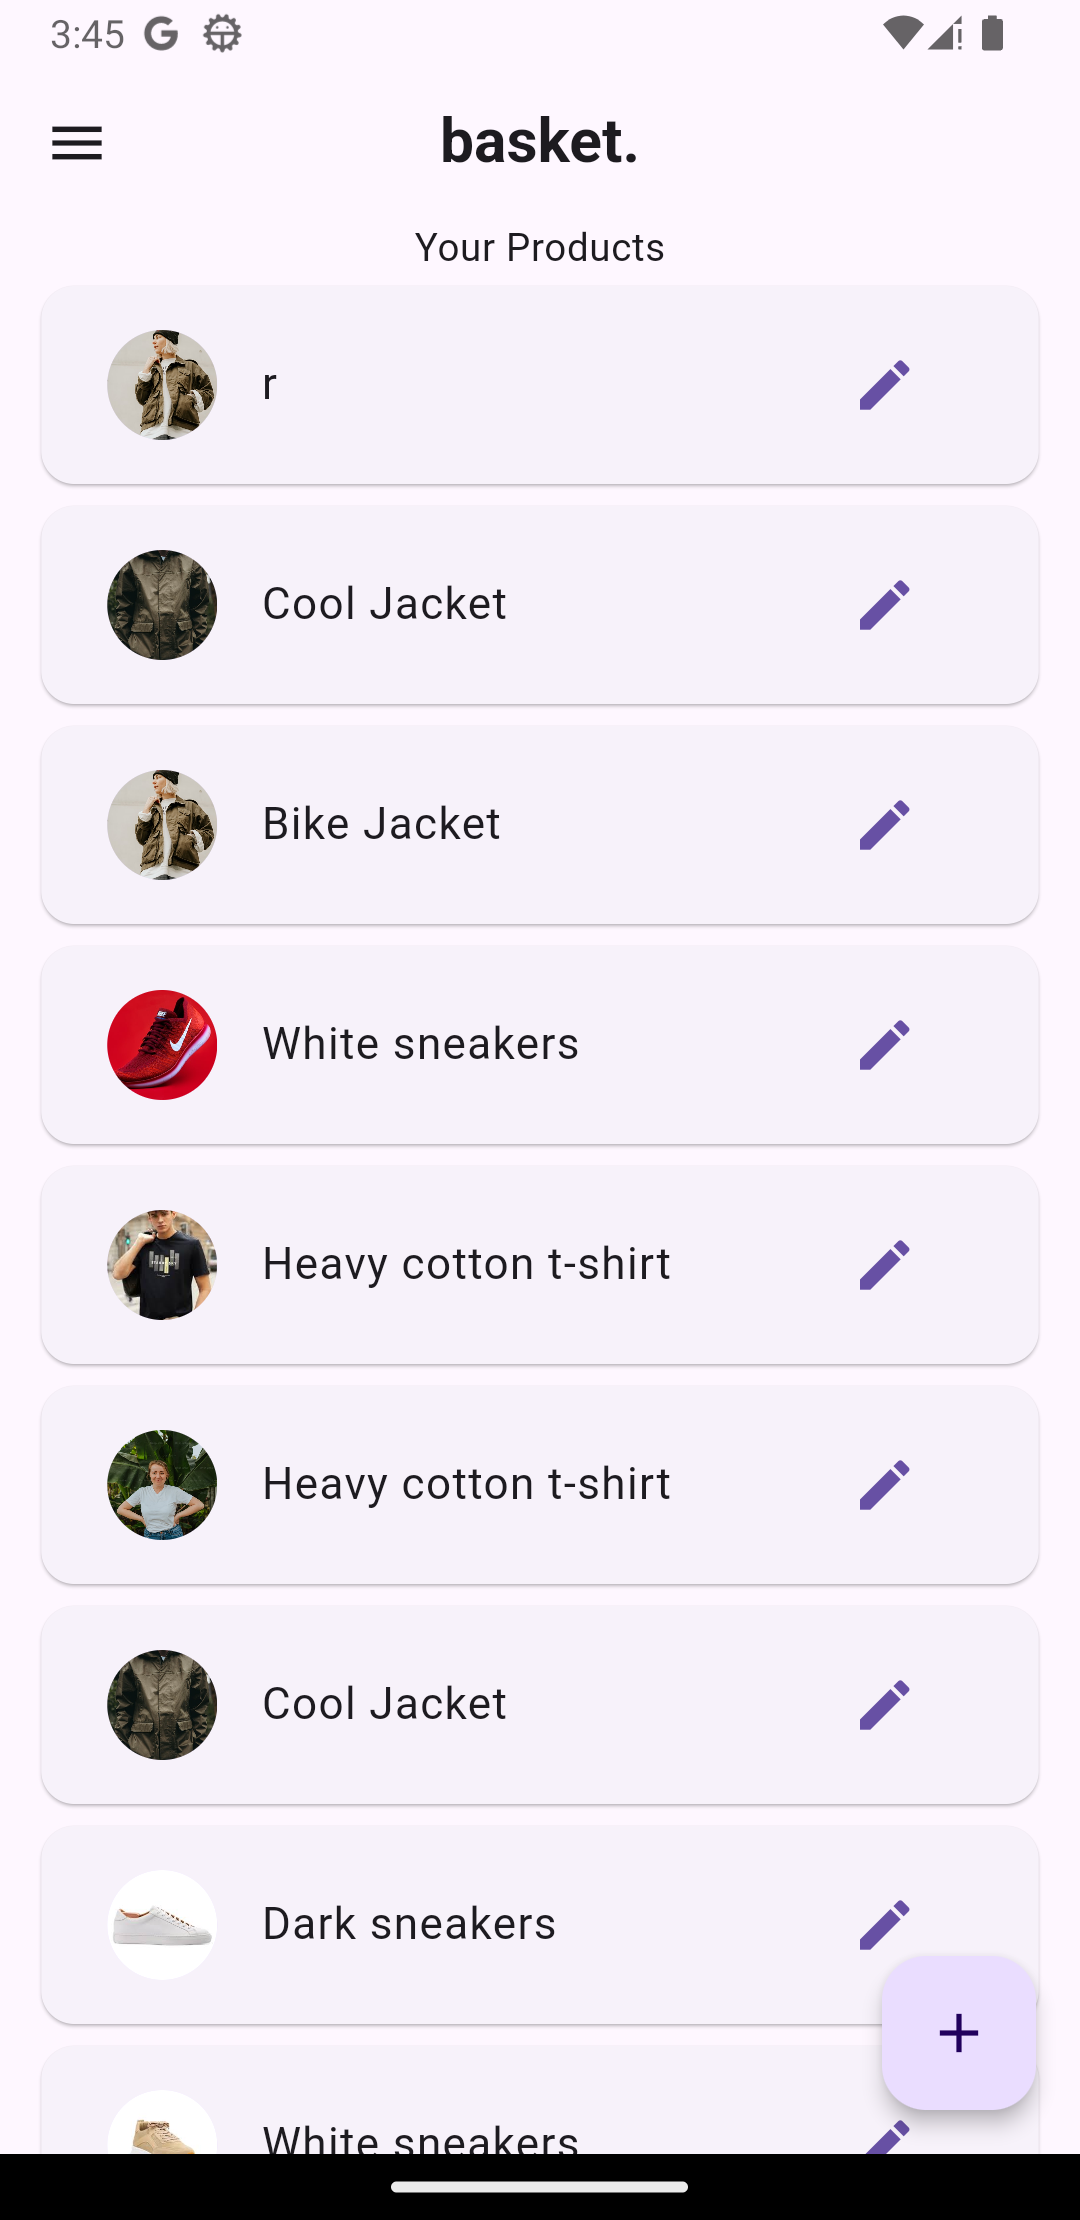 3:45
basket.
Your Products
r
Cool Jacket
Bike Jacket
White sneakers
Heavy cotton t-shirt
Heavy cotton t-shirt
Cool Jacket
Dark sneakers
White sneakers